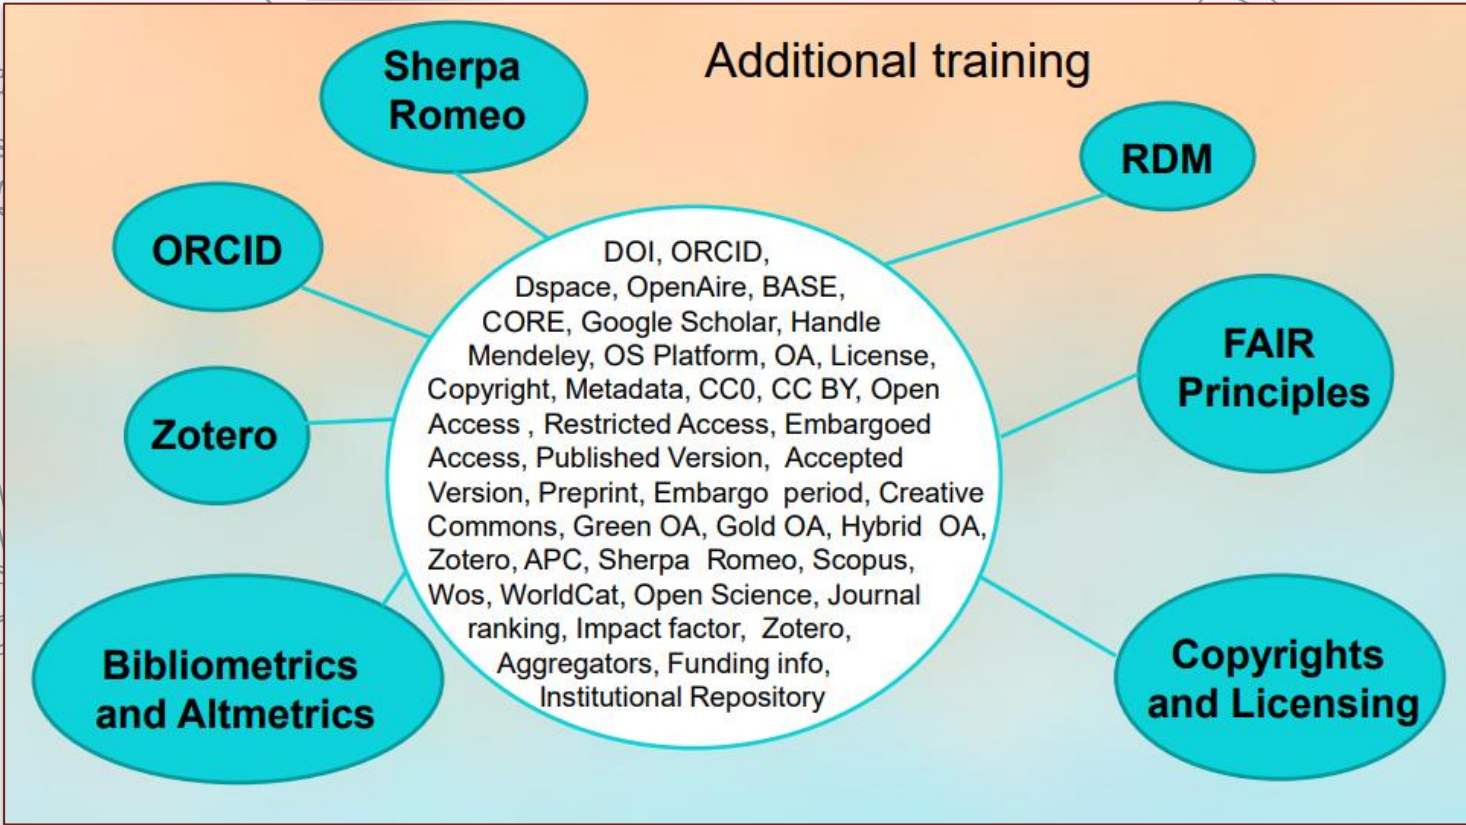 Additional training
Sherpa
Romeo
RDM
ORCID
FAIR
Principles
Zotero
Copyrights
and Licensing
Bibliometrics
and Altmetrics
DOI, ORCID,
Dspace, OpenAire, BASE,
CORE, Google Scholar, Handle
Mendeley, OS Platform, OA, License,
Copyright, Metadata, CC0, CC BY, Open
Access , Restricted Access, Embargoed
Access, Published Version, Accepted
Version, Preprint, Embargo period, Creative
Commons, Green OA, Gold OA, Hybrid OA,
Zotero, APC, Sherpa Romeo, Scopus,
Wos, WorldCat, Open Science, Journal
ranking, Impact factor, Zotero,
Aggregators, Funding info,
Institutional Repository